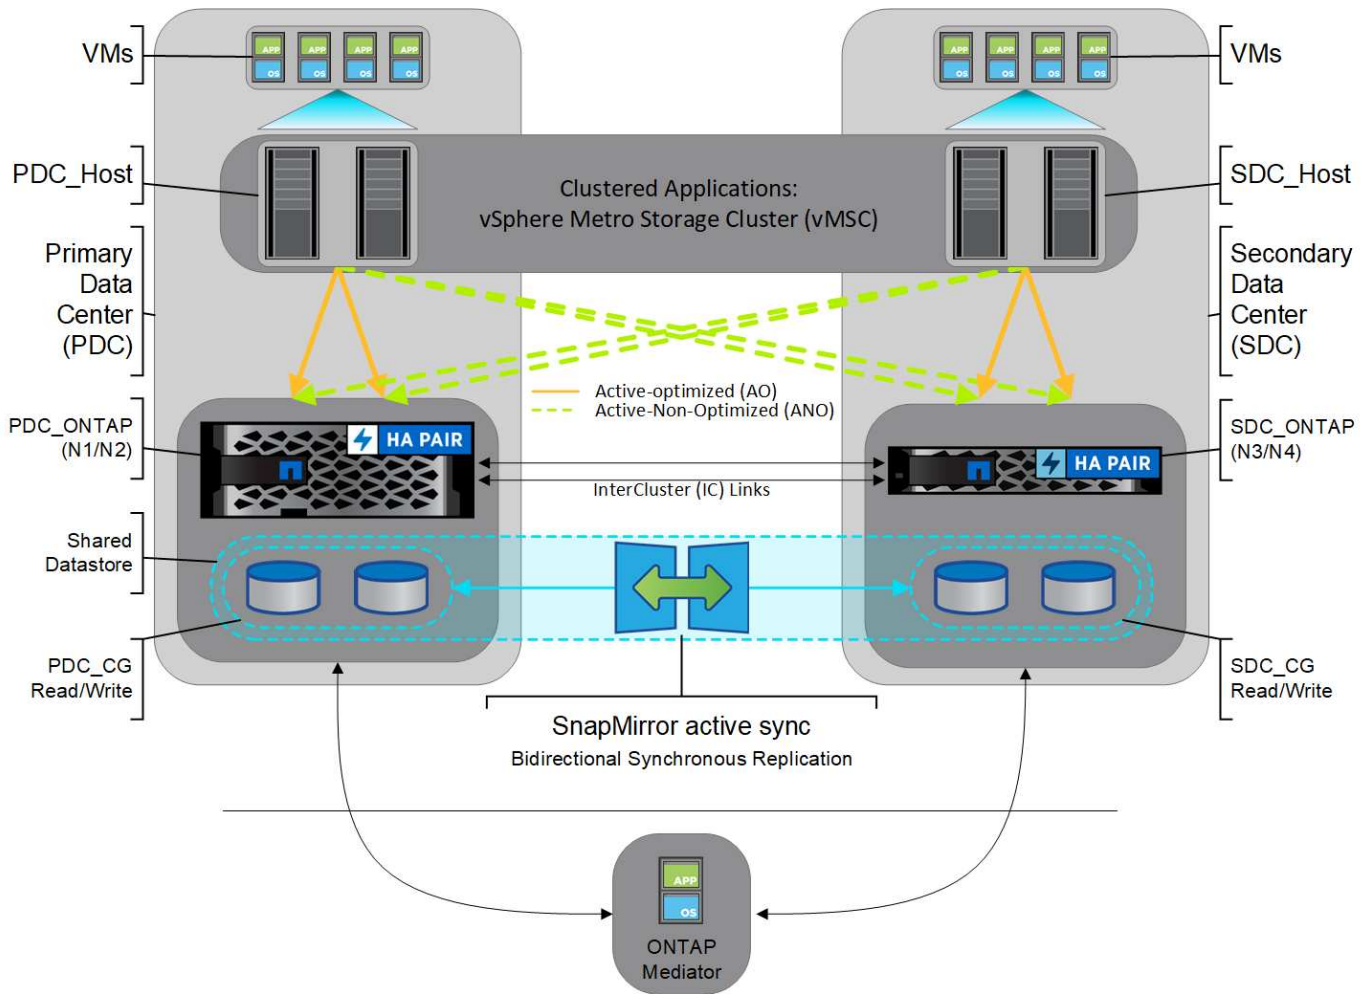 VMs
APP
APP
APP
APP
OS
OS
OS
OS
APP
APP
APP
APP
OS
OS
OS
OS
VMs
PDC_Host
Clustered Applications:
vSphere Metro Storage Cluster (vMSC)
SDC_Host
Primary
Data
Center
(PDC)
Secondary
Data
Center
(SDC)
Active-optimized (AO)
Active-Non-Optimized (ANO)
PDC_ONTAP
(N1/N2)
HA PAIR
HA PAIR
SDC_ONTAP
(N3/N4)
InterCluster (IC) Links
Shared
Datastore
PDC_CG
Read/Write
SDC_CG
Read/Write
SnapMirror active sync
Bidirectional Synchronous Replication
APP
OS
ONTAP
Mediator